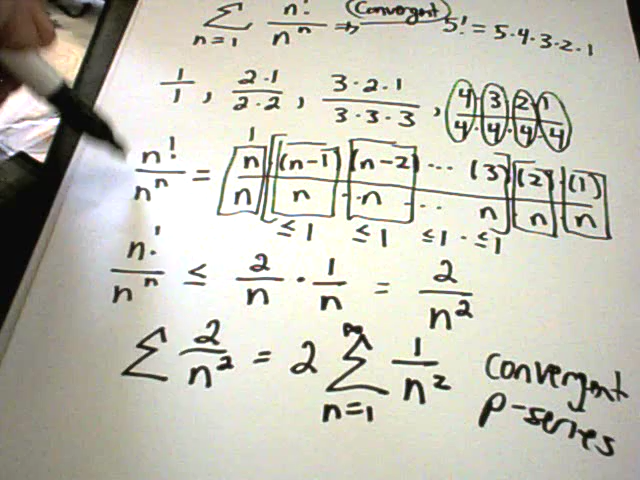 ∑ n=1 n!/nⁿ ⇒ Convergent 5! = 5·4·3·2·1
1/1 , 2·1/2·2 , 3·2·1/3·3·3 , 4/4 · 3/4 · 2/4 · 1/4
1
n!/nⁿ = n/n (n-1)/n · (n-2)/n ··· (3)/n (2)/n (1)/n
≤1 ≤1 ≤1 · ≤1
n!/nⁿ ≤ 2/n · 1/n = 2/n²
∑ 2/n² = 2 ∑ n=1 ∞ 1/n² convergent
p-series